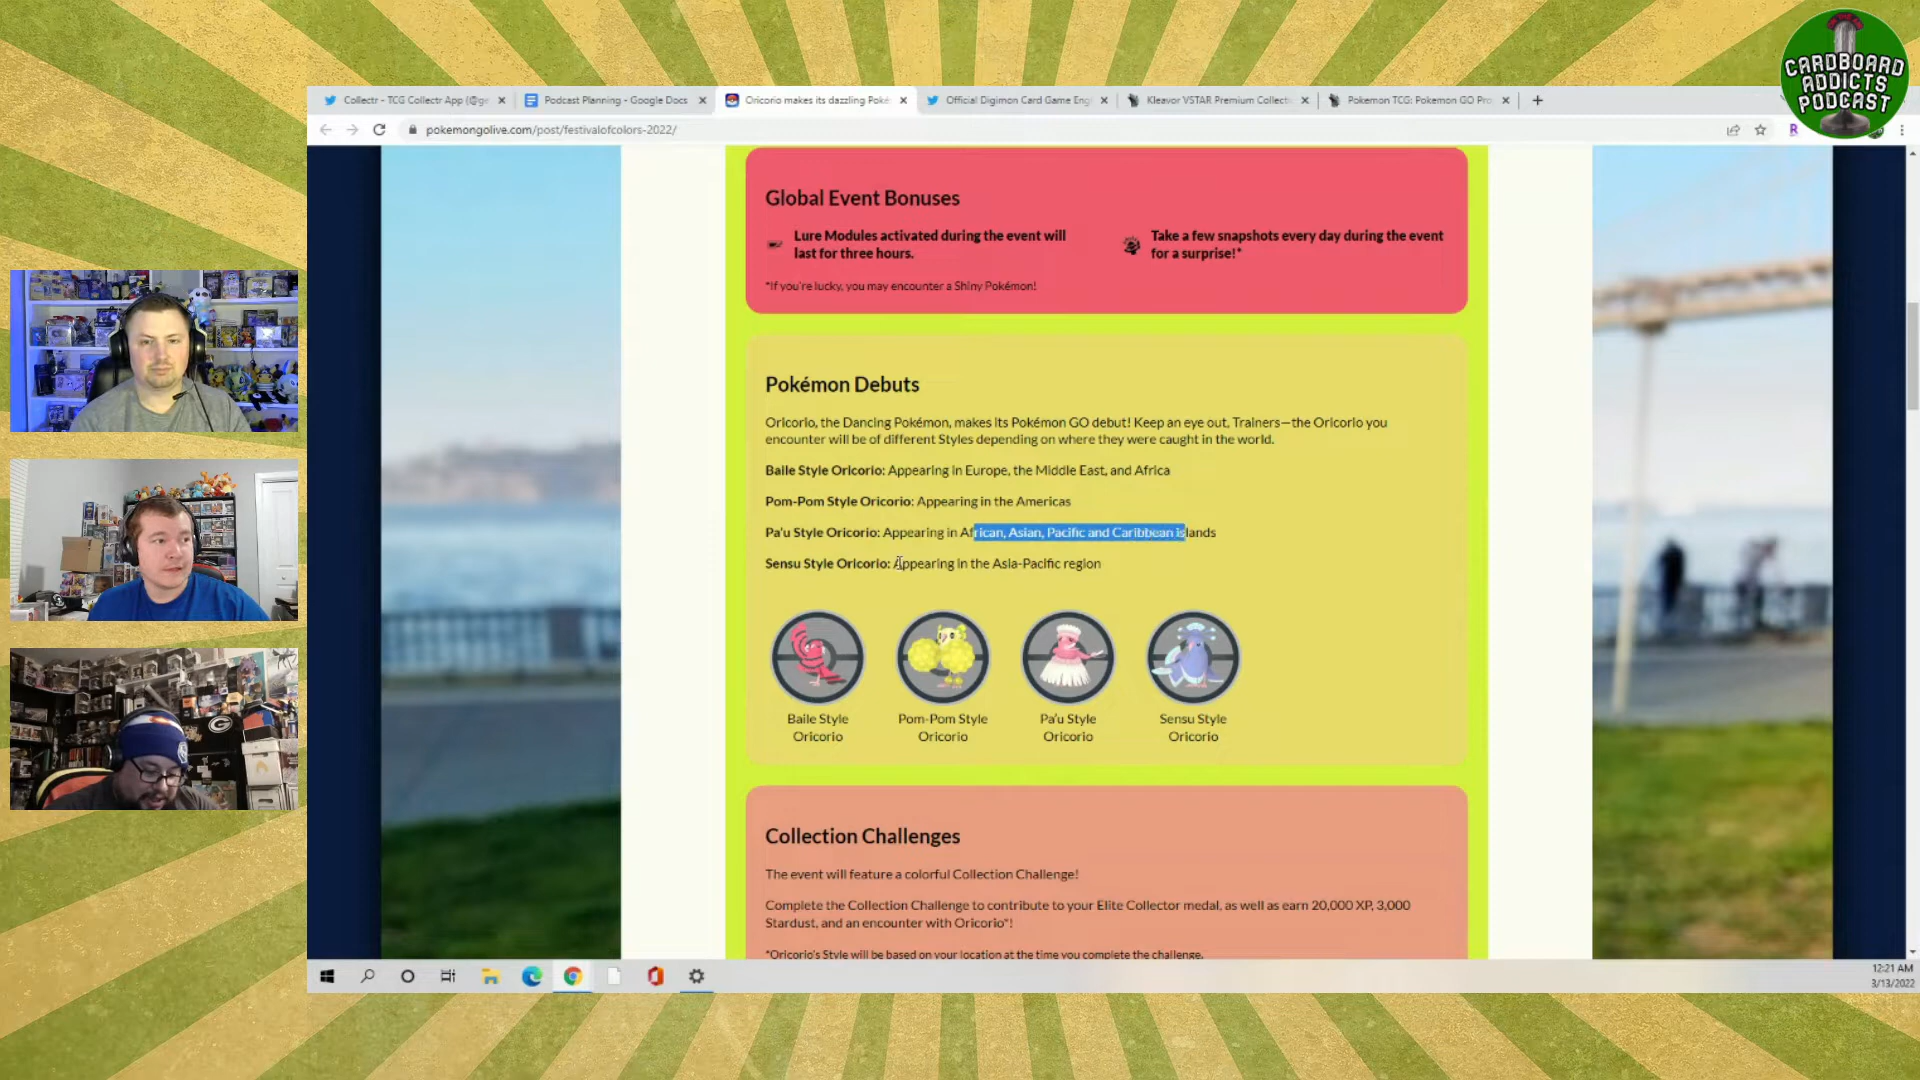 CARDBOARD
ADDICTS
PODCAST
Collectr - TCG Collectr App (@ge
Podcast Planning - Google Docs
Oricorio makes its dazzling Poké
Official Digimon Card Game Eng
Kleavor VSTAR Premium Collecti
Pokemon TCG: Pokemon GO Pro
pokemongolive.com/post/festivalofcolors-2022/
R
Global Event Bonuses
Lure Modules activated during the event will
last for three hours.
Take a few snapshots every day during the event
for a surprise!*
*If you're lucky, you may encounter a Shiny Pokémon!
Pokémon Debuts
Oricorio, the Dancing Pokémon, makes its Pokémon GO debut! Keep an eye out, Trainers—the Oricorio you
encounter will be of different Styles depending on where they were caught in the world.
Baile Style Oricorio: Appearing in Europe, the Middle East, and Africa
Pom-Pom Style Oricorio: Appearing in the Americas
Pa'u Style Oricorio: Appearing in African, Asian, Pacific and Caribbean islands
Sensu Style Oricorio: Appearing in the Asia-Pacific region
Baile Style
Oricorio
Pom-Pom Style
Oricorio
Pa'u Style
Oricorio
Sensu Style
Oricorio
Collection Challenges
The event will feature a colorful Collection Challenge!
Complete the Collection Challenge to contribute to your Elite Collector medal, as well as earn 20,000 XP, 3,000
Stardust, and an encounter with Oricorio*!
*Oricorio's Style will be based on your location at the time you complete the challenge.
12:21 AM
3/13/2022